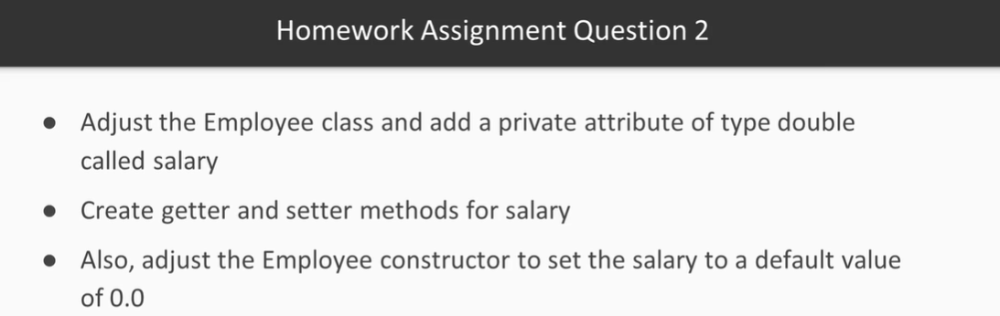 Homework Assignment Question 2
● Adjust the Employee class and add a private attribute of type double
called salary
● Create getter and setter methods for salary
● Also, adjust the Employee constructor to set the salary to a default value
of 0.0